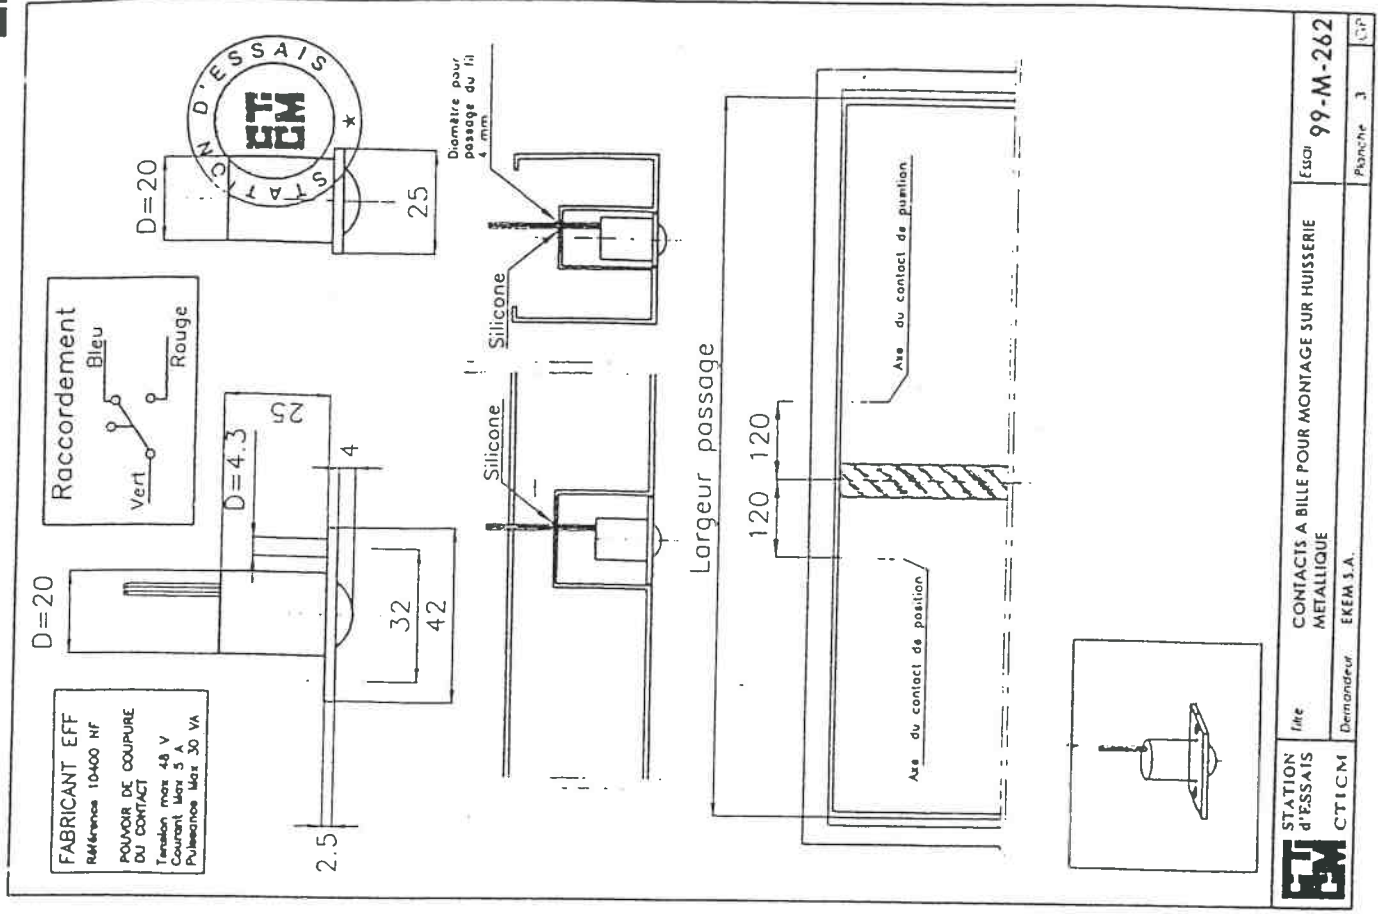 FABRICANT EFF
Référence 10400 NF
POUVOIR DE COUPURE
DU CONTACT
Tension max 48 V
Courant Max 5 A
Puissance Max 30 VA
Raccordement
Vert
Bleu
Rouge
D=20
D=4.3
25
4
32
42
2.5
D=20
25
STATION D'ESSAIS
CTICM
Silicone
Silicone
Diamètre pour
passage du fil
4 mm
Largeur passage
120
120
Axe du contact de position
Axe du contact de
STATION
d'ESSAIS
CTICM
Titre
CONTACTS A BILLE POUR MONTAGE SUR HUISSERIE
METALLIQUE
Demandeur
EKEM S.A.
Essai
99-M-262
Planche 3